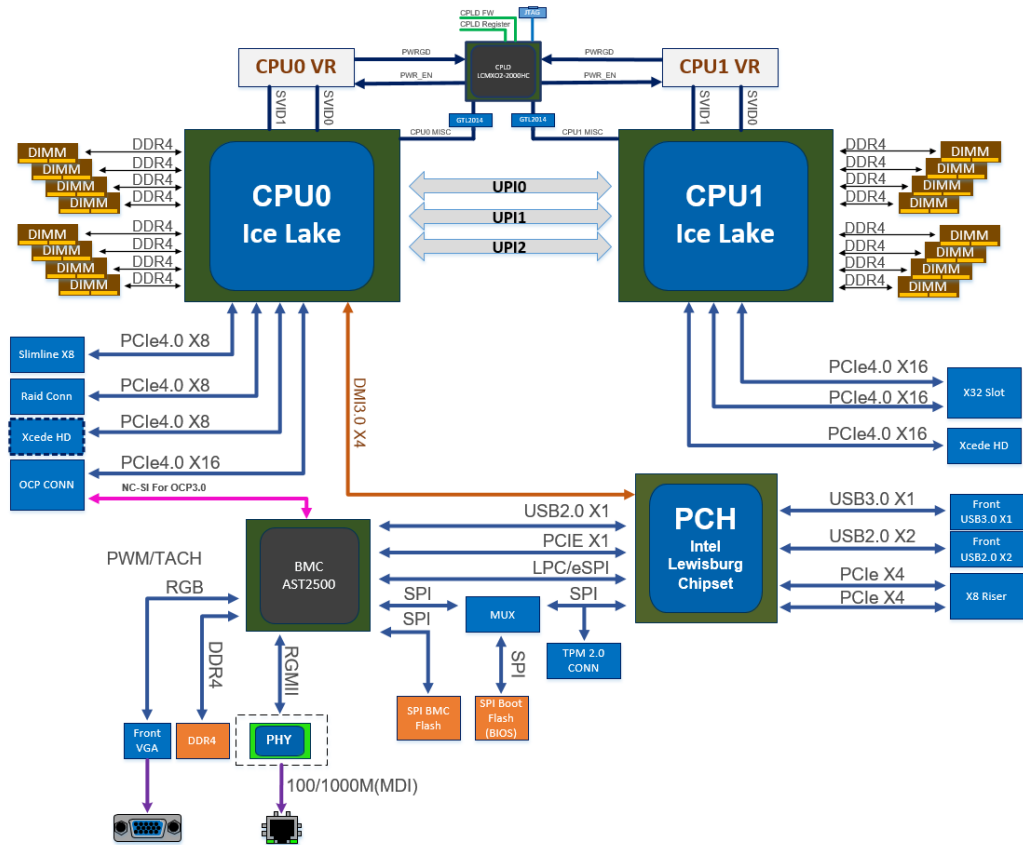 CPLD FW
CPLD Register
JTAG
CPU0 VR
PWRGD
PWR_EN
CPLD
LCMXO2-2000HC
PWRGD
PWR_EN
CPU1 VR
SVID1
SVID0
GTL2014
GTL2014
SVID1
SVID0
CPU0 MISC
CPU1 MISC
DIMM
DIMM
DIMM
DIMM
DDR4
DDR4
DDR4
DDR4
DIMM
DIMM
DIMM
DIMM
DDR4
DDR4
DDR4
DDR4
CPU0
Ice Lake
UPI0
UPI1
UPI2
CPU1
Ice Lake
DDR4
DDR4
DDR4
DDR4
DIMM
DIMM
DIMM
DIMM
DDR4
DDR4
DDR4
DDR4
DIMM
DIMM
DIMM
DIMM
Slimline X8
PCIe4.0 X8
Raid Conn
PCIe4.0 X8
Xcede HD
PCIe4.0 X8
OCP CONN
PCIe4.0 X16
NC-SI For OCP3.0
DMI3.0 X4
PCIe4.0 X16
PCIe4.0 X16
X32 Slot
PCIe4.0 X16
Xcede HD
PWM/TACH
RGB
BMC
AST2500
USB2.0 X1
PCIE X1
LPC/eSPI
SPI
SPI
MUX
SPI
PCH
Intel
Lewisburg
Chipset
USB3.0 X1
Front
USB3.0 X1
USB2.0 X2
Front
USB2.0 X2
PCIe X4
PCIe X4
X8 Riser
DDR4
RGMII
SPI
TPM 2.0
CONN
SPI BMC
Flash
SPI Boot
Flash
(BIOS)
Front
VGA
DDR4
PHY
100/1000M(MDI)